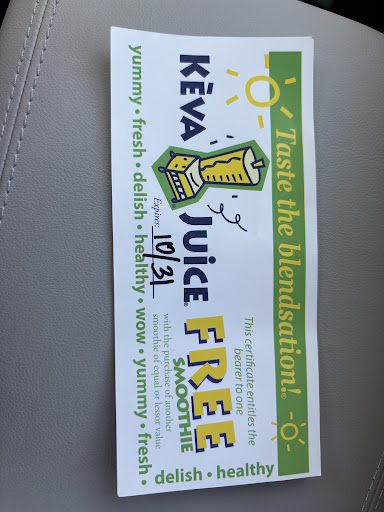 Taste the blendsation!®
KĒVA JUICE®
This certificate entitles the
bearer to one
FREE
SMOOTHIE
with the purchase of another
smoothie of equal or lessor value
Expires: 10/31
yummy • fresh • delish • healthy • wow • yummy • fresh •
delish • healthy